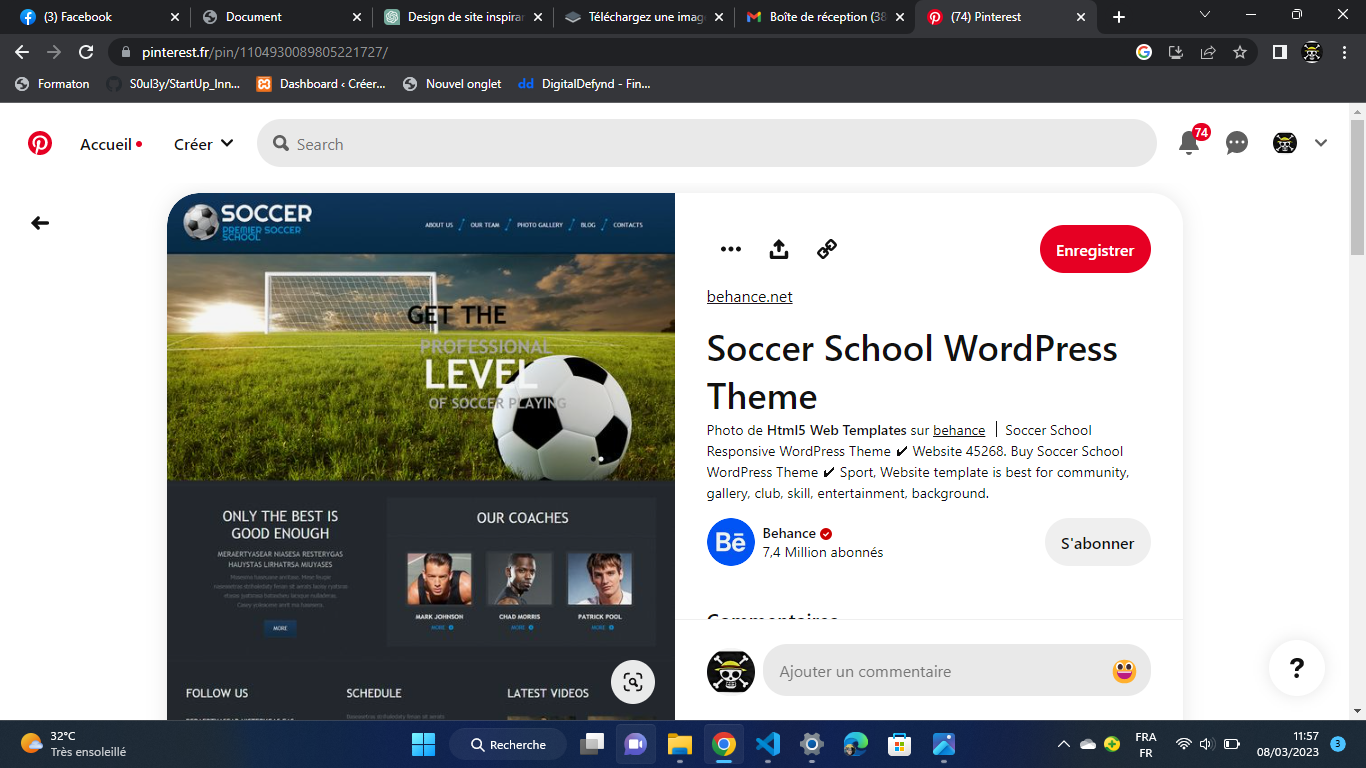 (3) Facebook
Document
Design de site inspirar
Téléchargez une image
Boîte de réception (38
(74) Pinterest
pinterest.fr/pin/1104930089805221727/
Formaton
S0ul3y/StartUp_Inn...
Dashboard ‹ Créer...
Nouvel onglet
dd DigitalDefynd - Fin...
Accueil
Créer
Search
74
SOCCER
PREMIER SOCCER
SCHOOL
ABOUT US / OUR TEAM / PHOTO GALLERY / BLOG / CONTACTS
GET THE
PROFESSIONAL
LEVEL
OF SOCCER PLAYING
ONLY THE BEST IS
GOOD ENOUGH
MERAERTYASEAR NIASESA RESTERYGAS
HAUYSTAS LIRHATRSA MIUYASES
MORE
OUR COACHES
MARK JOHNSON
MORE
CHAD MORRIS
MORE
PATRICK POOL
MORE
FOLLOW US
SCHEDULE
LATEST VIDEOS
Enregistrer
behance.net
Soccer School WordPress
Theme
Photo de Html5 Web Templates sur behance | Soccer School
Responsive WordPress Theme ✔ Website 45268. Buy Soccer School
WordPress Theme ✔ Sport, Website template is best for community,
gallery, club, skill, entertainment, background.
Bē
Behance
7,4 Million abonnés
S'abonner
Commentaires
Ajouter un commentaire
?
32°C
Très ensoleillé
Recherche
FRA
FR
11:57
08/03/2023
3